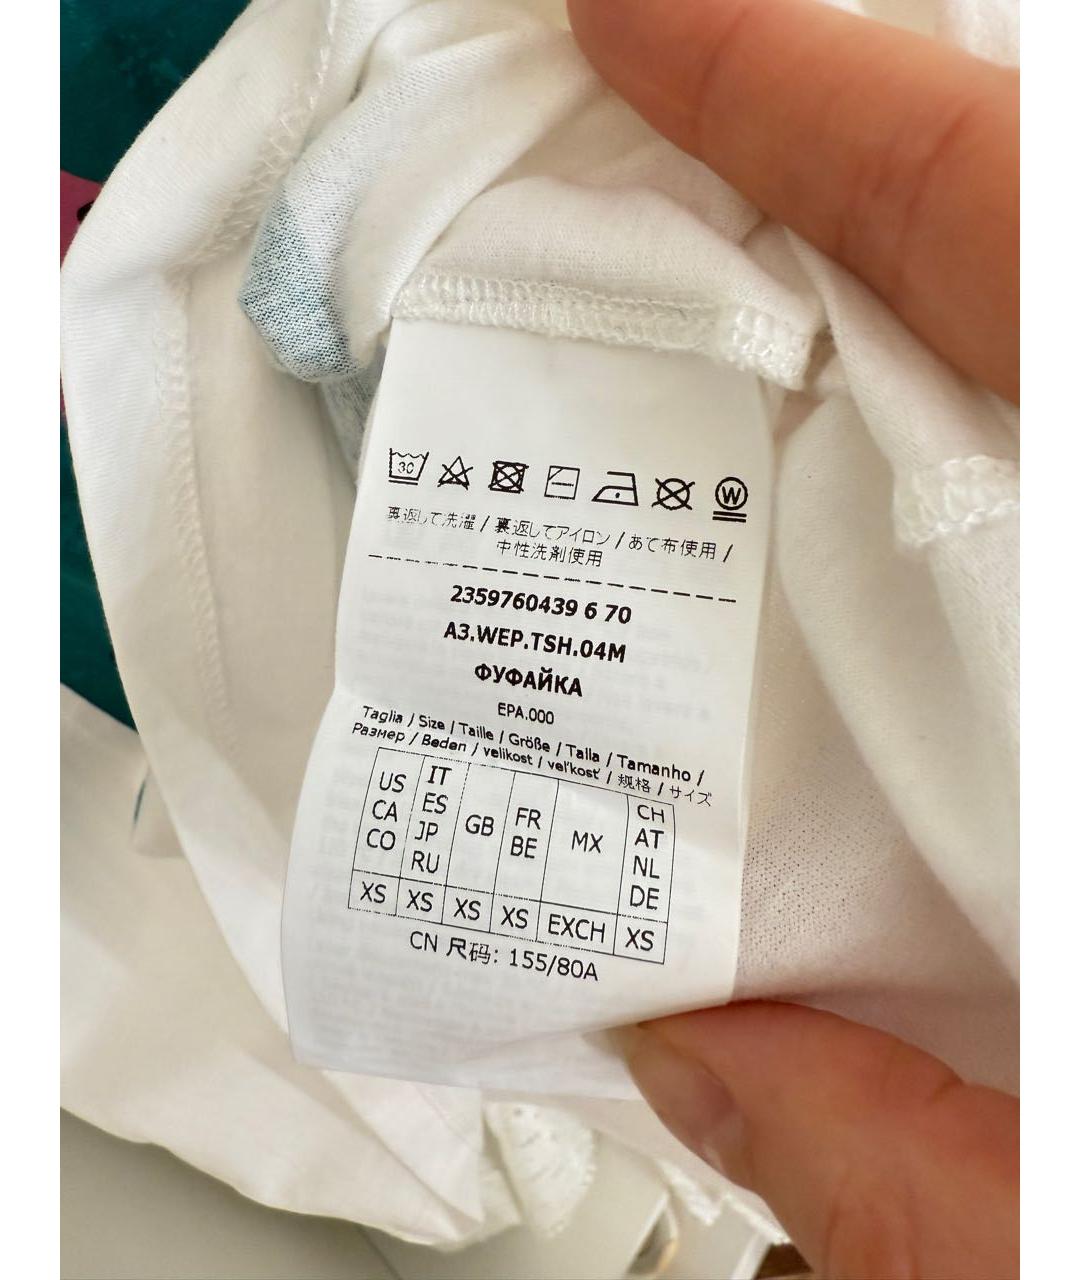 30
W
裏返して洗濯 / 裏返してアイロン / あて布使用 /
中性洗剤使用
2359760439 6 70
A3.WEP.TSH.04M
ФУФАЙКА
EPA.000
Taglia / Size / Taille / Größe / Talla / Tamanho /
Размер / Beden / velikost / veľkosť / 规格 / サイズ
US CA CO
IT ES JP RU
GB
FR BE
MX
CH AT NL DE
XS XS XS XS EXCH XS
CN 尺码: 155/80A